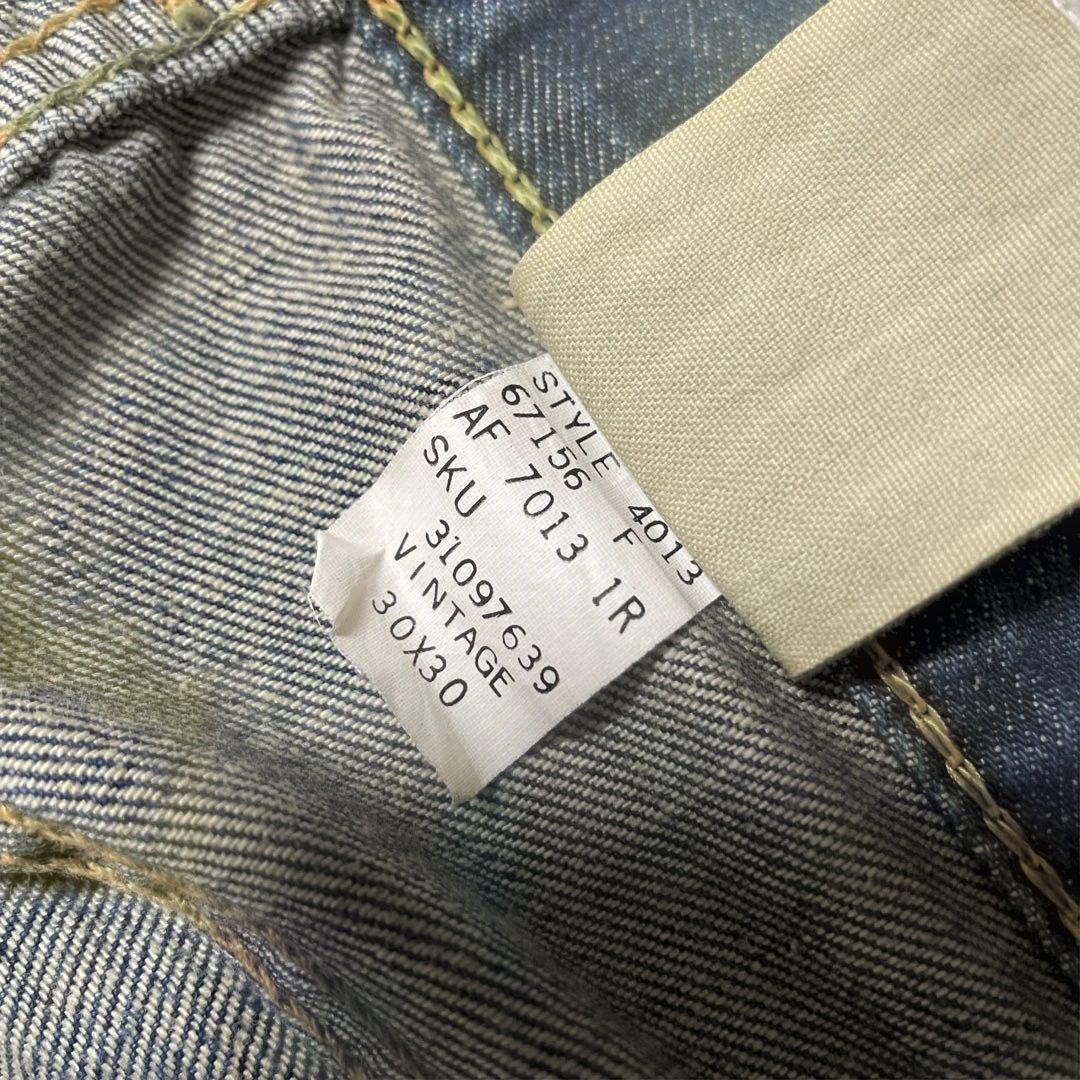 STYLE 4013
67156 F
AF 7013 1R
SKU 31097639
VINTAGE
30X30